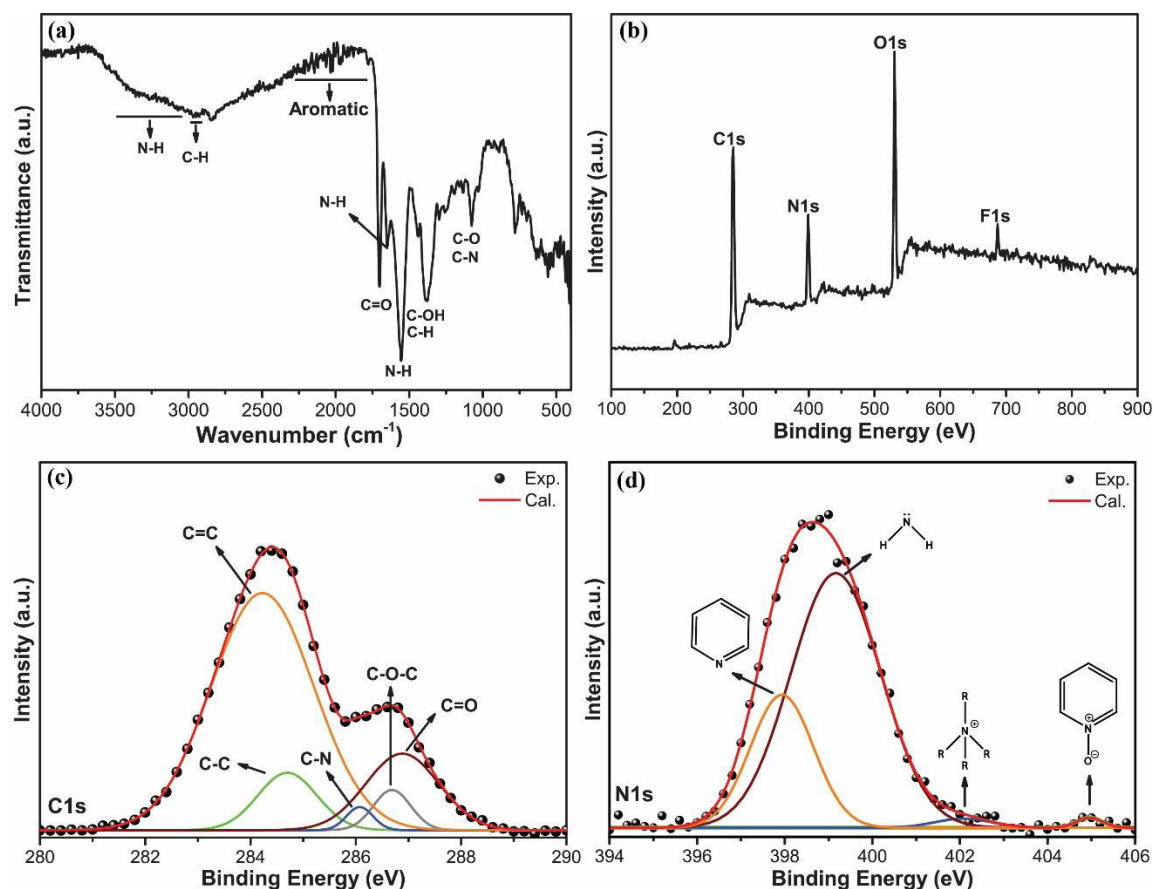 (a)
N-H
C-H
Aromatic
N-H
C=O
N-H
C-OH
C-H
C-O
C-N
Transmittance (a.u.)
4000 3500 3000 2500 2000 1500 1000 500
Wavenumber (cm⁻¹)
(b)
C1s
N1s
O1s
F1s
Intensity (a.u.)
100 200 300 400 500 600 700 800 900
Binding Energy (eV)
(c)
Exp.
Cal.
C=C
C-C
C-N
C-O-C
C=O
C1s
Intensity (a.u.)
280 282 284 286 288 290
Binding Energy (eV)
(d)
Exp.
Cal.
N
H H
N
R
R N⊕ R
R
N⊕
O⊖
N1s
Intensity (a.u.)
394 396 398 400 402 404 406
Binding Energy (eV)